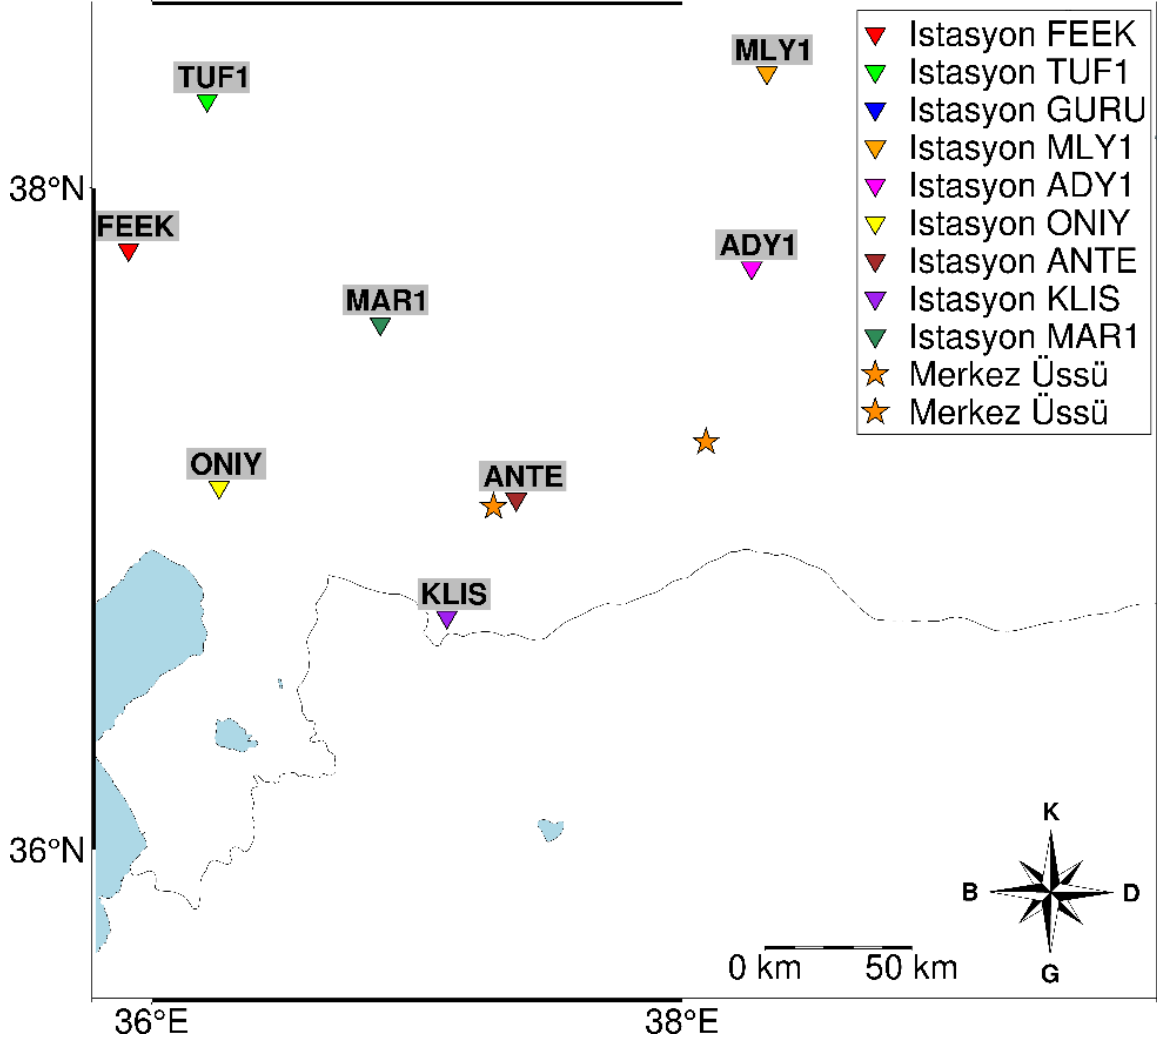 MLY1
TUF1
38°N
FEEK
ADY1
MAR1
ONIY
ANTE
KLIS
36°N
Istasyon FEEK
Istasyon TUF1
Istasyon GURU
Istasyon MLY1
Istasyon ADY1
Istasyon ONIY
Istasyon ANTE
Istasyon KLIS
Istasyon MAR1
Merkez Üssü
Merkez Üssü
K
B
D
G
0 km
50 km
36°E
38°E